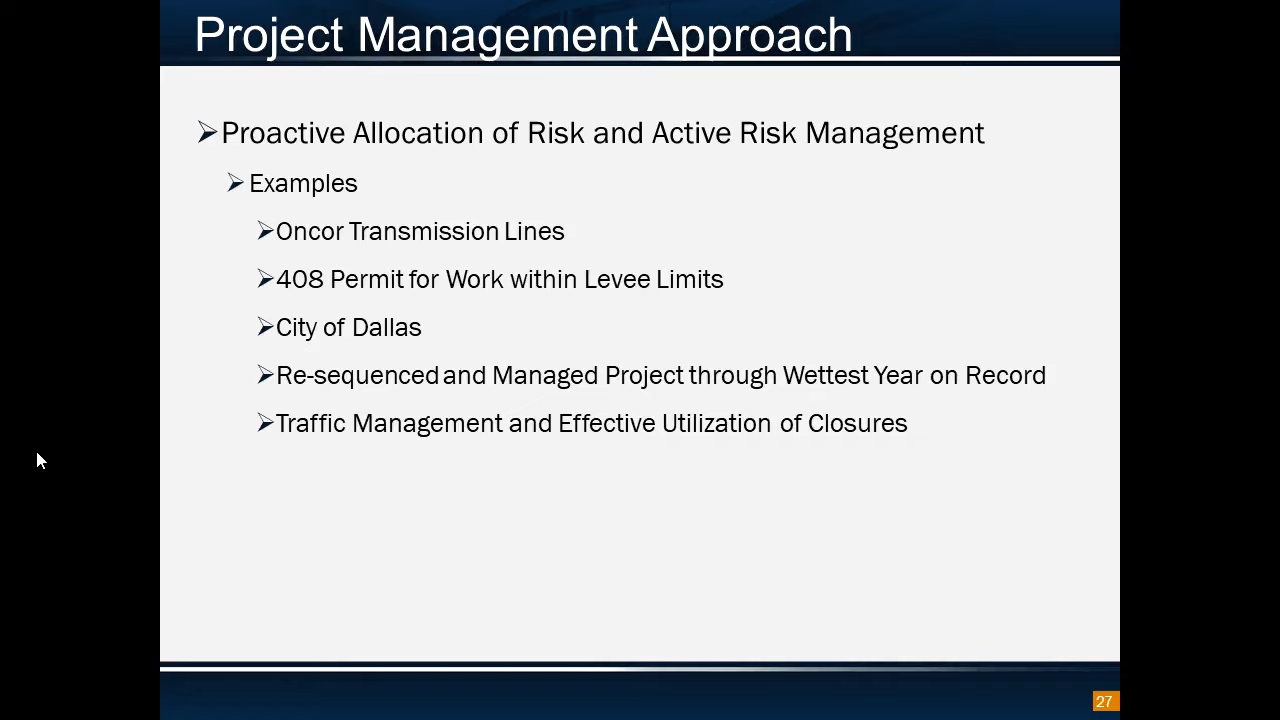 Project Management Approach
Proactive Allocation of Risk and Active Risk Management
Examples
Oncor Transmission Lines
408 Permit for Work within Levee Limits
City of Dallas
Re-sequenced and Managed Project through Wettest Year on Record
Traffic Management and Effective Utilization of Closures
27